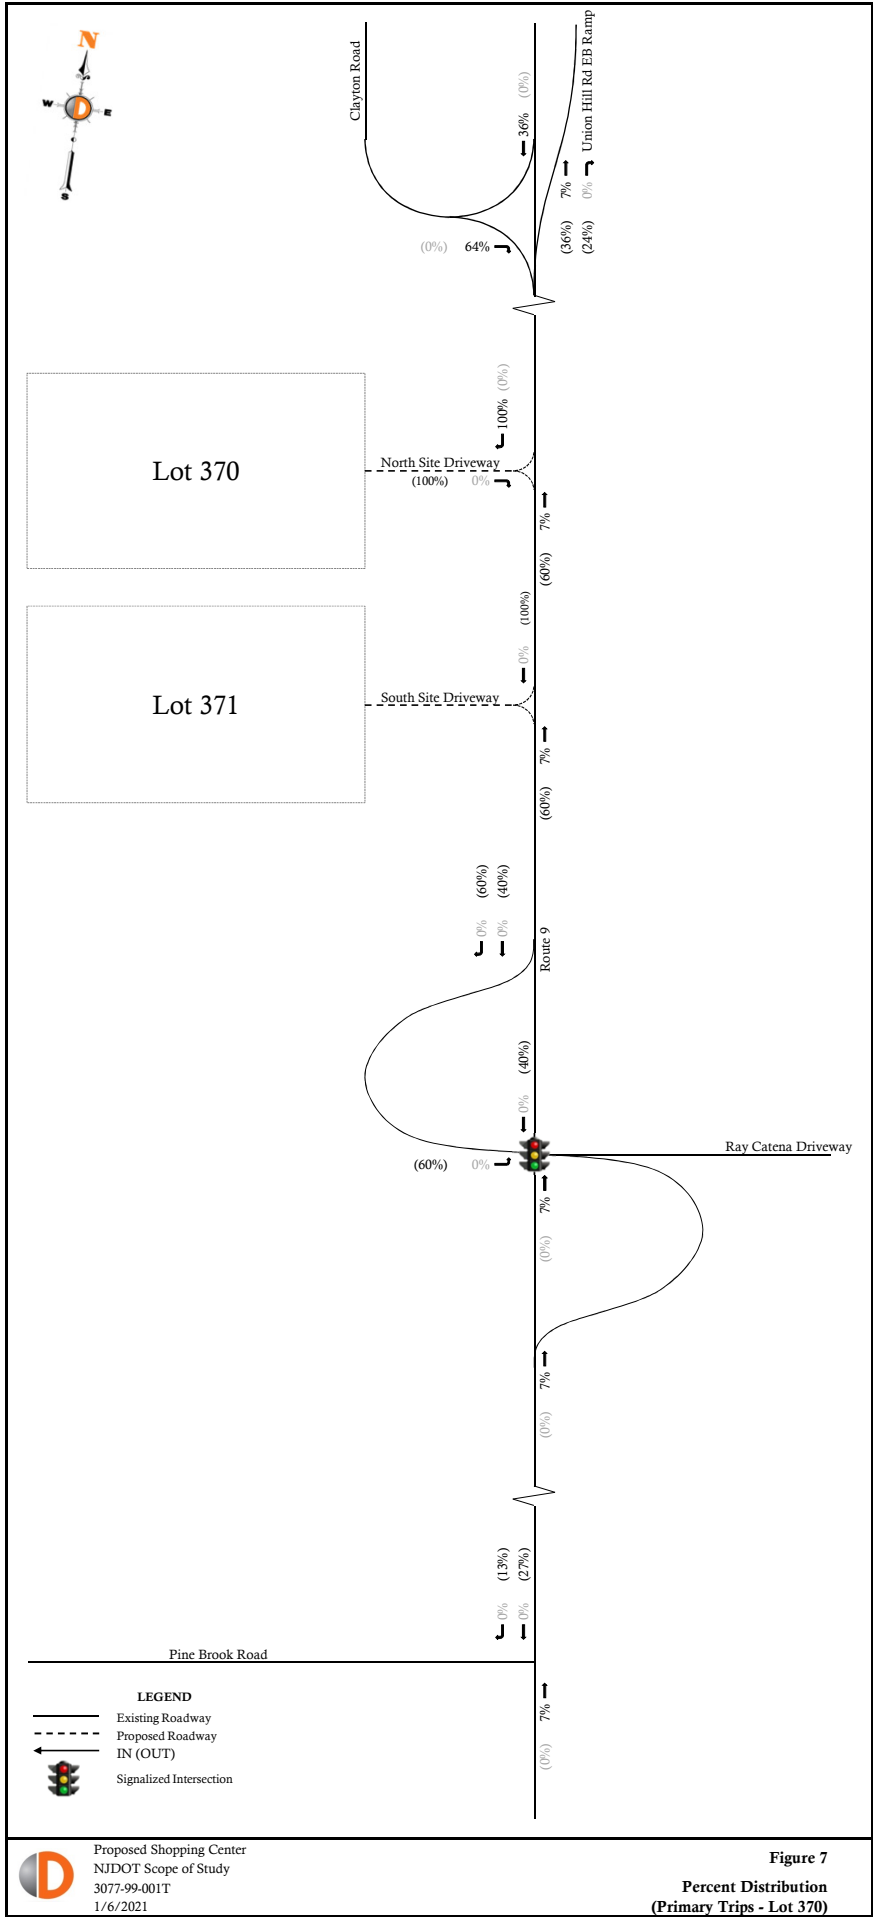 N
W
E
S
Clayton Road
36% (0%)
Union Hill Rd EB Ramp
(36%) 7%
(24%) 0%
(0%) 64%
100% (0%)
Lot 370
North Site Driveway
(100%) 0%
(60%) 7%
0% (100%)
Lot 371
South Site Driveway
(60%) 7%
0% (60%)
0% (40%)
Route 9
0% (40%)
Ray Catena Driveway
(60%) 0%
(0%) 7%
(0%) 7%
0% (13%)
0% (27%)
Pine Brook Road
(0%) 7%
LEGEND
Existing Roadway
Proposed Roadway
IN (OUT)
Signalized Intersection
D
Proposed Shopping Center
NJDOT Scope of Study
3077-99-001T
1/6/2021
Figure 7
Percent Distribution
(Primary Trips - Lot 370)